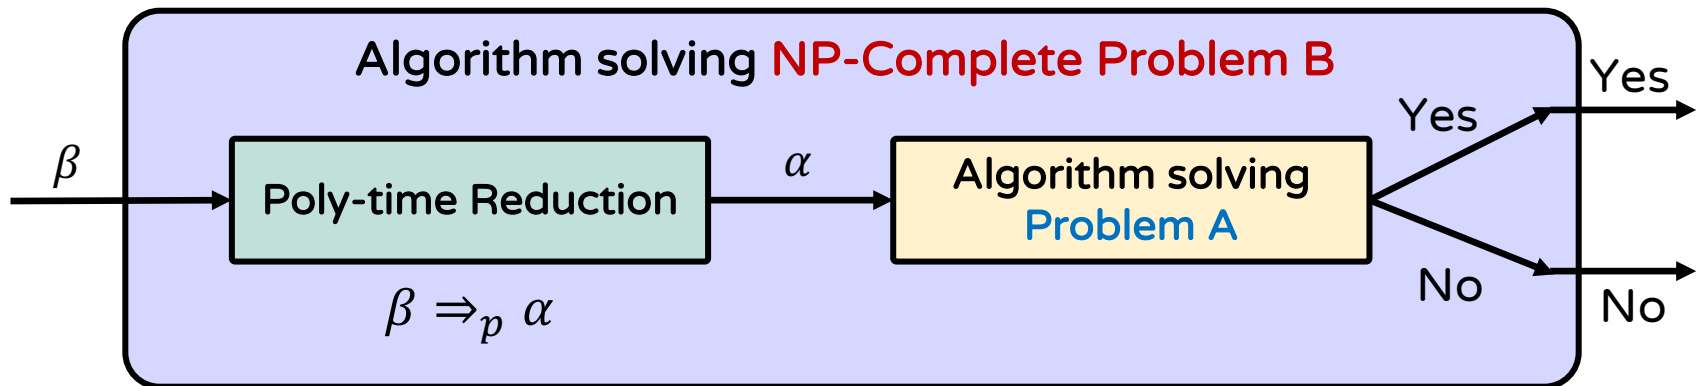 Algorithm solving NP-Complete Problem B
β
Poly-time Reduction
α
Algorithm solving
Problem A
Yes
Yes
No
No
β ⇒ₚ α